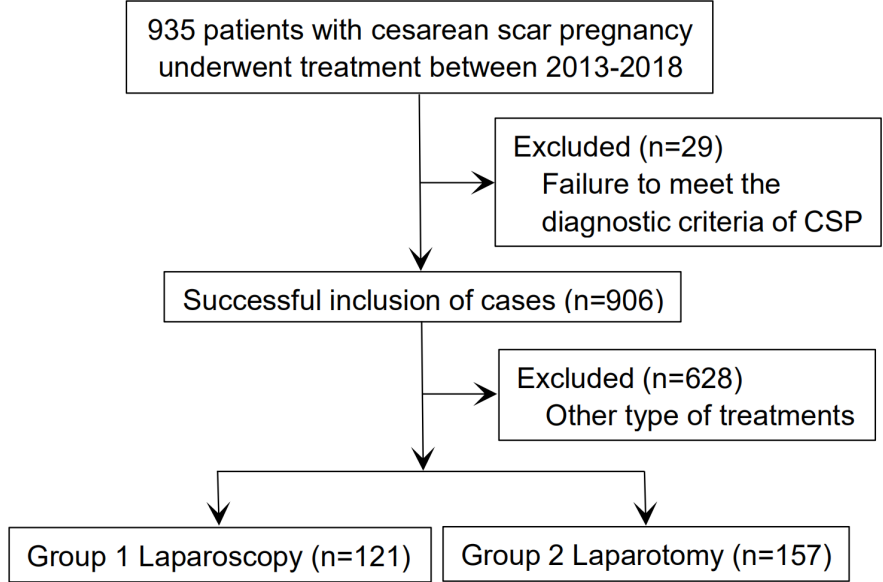 935 patients with cesarean scar pregnancy
underwent treatment between 2013-2018
Excluded (n=29)
Failure to meet the
diagnostic criteria of CSP
Successful inclusion of cases (n=906)
Excluded (n=628)
Other type of treatments
Group 1 Laparoscopy (n=121)
Group 2 Laparotomy (n=157)